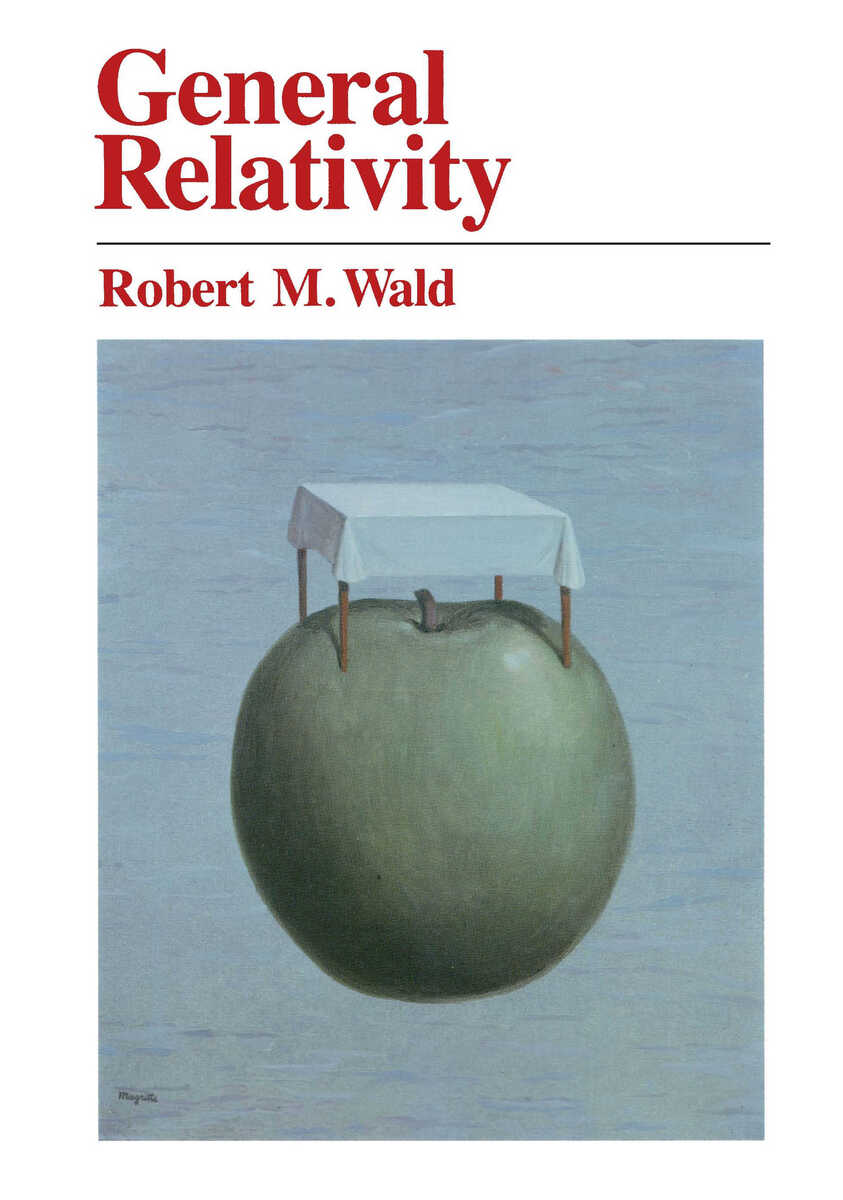 General
Relativity
Robert M. Wald
Magritte